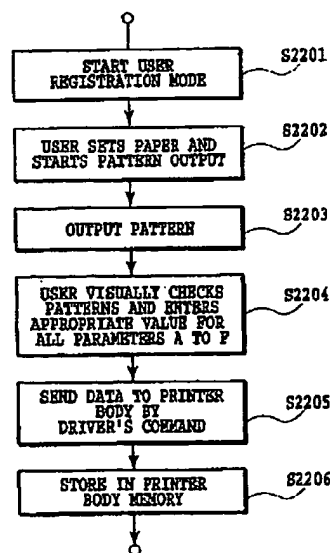 START USER
REGISTRATION MODE
S2201
USER SETS PAPER AND
STARTS PATTERN OUTPUT
S2202
OUTPUT PATTERN
S2203
USER VISUALLY CHECKS
PATTERNS AND ENTERS
APPROPRIATE VALUE FOR
ALL PARAMETERS A TO F
S2204
SEND DATA TO PRINTER
BODY BY
DRIVER'S COMMAND
S2205
STORE IN PRINTER
BODY MEMORY
S2206